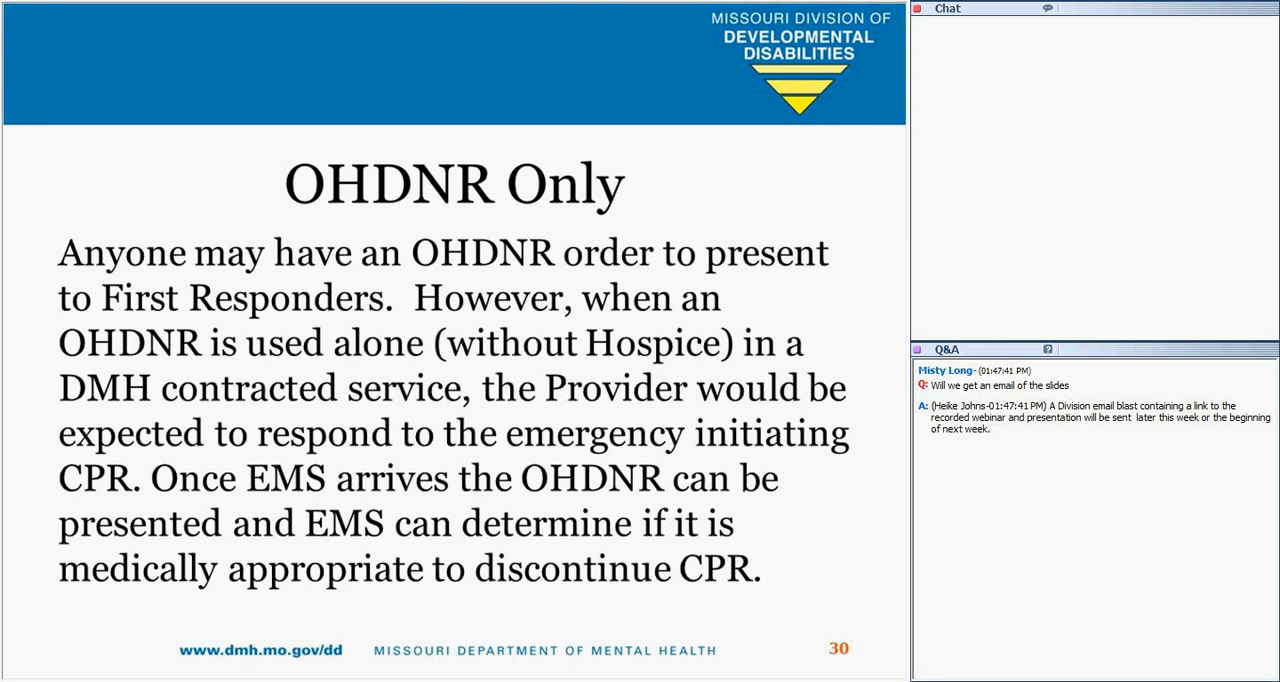 MISSOURI DIVISION OF
DEVELOPMENTAL
DISABILITIES
OHDNR Only
Anyone may have an OHDNR order to present
to First Responders.  However, when an
OHDNR is used alone (without Hospice) in a
DMH contracted service, the Provider would be
expected to respond to the emergency initiating
CPR. Once EMS arrives the OHDNR can be
presented and EMS can determine if it is
medically appropriate to discontinue CPR.
www.dmh.mo.gov/dd MISSOURI DEPARTMENT OF MENTAL HEALTH 30
Chat
Q&A
Misty Long- (01:47:41 PM)
Q: Will we get an email of the slides
A: (Heike Johns-01:47:41 PM) A Division email blast containing a link to the
recorded webinar and presentation will be sent  later this week or the beginning
of next week.